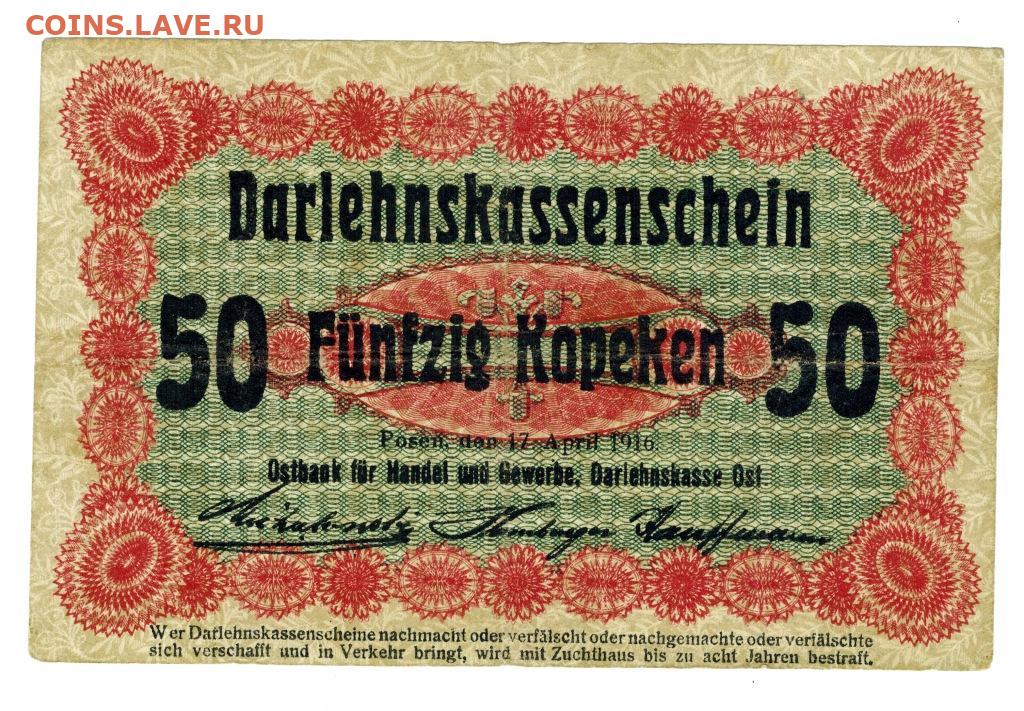 COINS.LAVE.RU
Darlehnskassenschein
50 Fünfzig Kopeken 50
Posen, den 17. April 1916
Ostbank für Handel und Gewerbe, Darlehnskasse Ost
Kauffmann
Wer Darlehnskassenscheine nachmacht oder verfälscht oder nachgemachte oder verfälschte
sich verschafft und in Verkehr bringt, wird mit Zuchthaus bis zu acht Jahren bestraft.